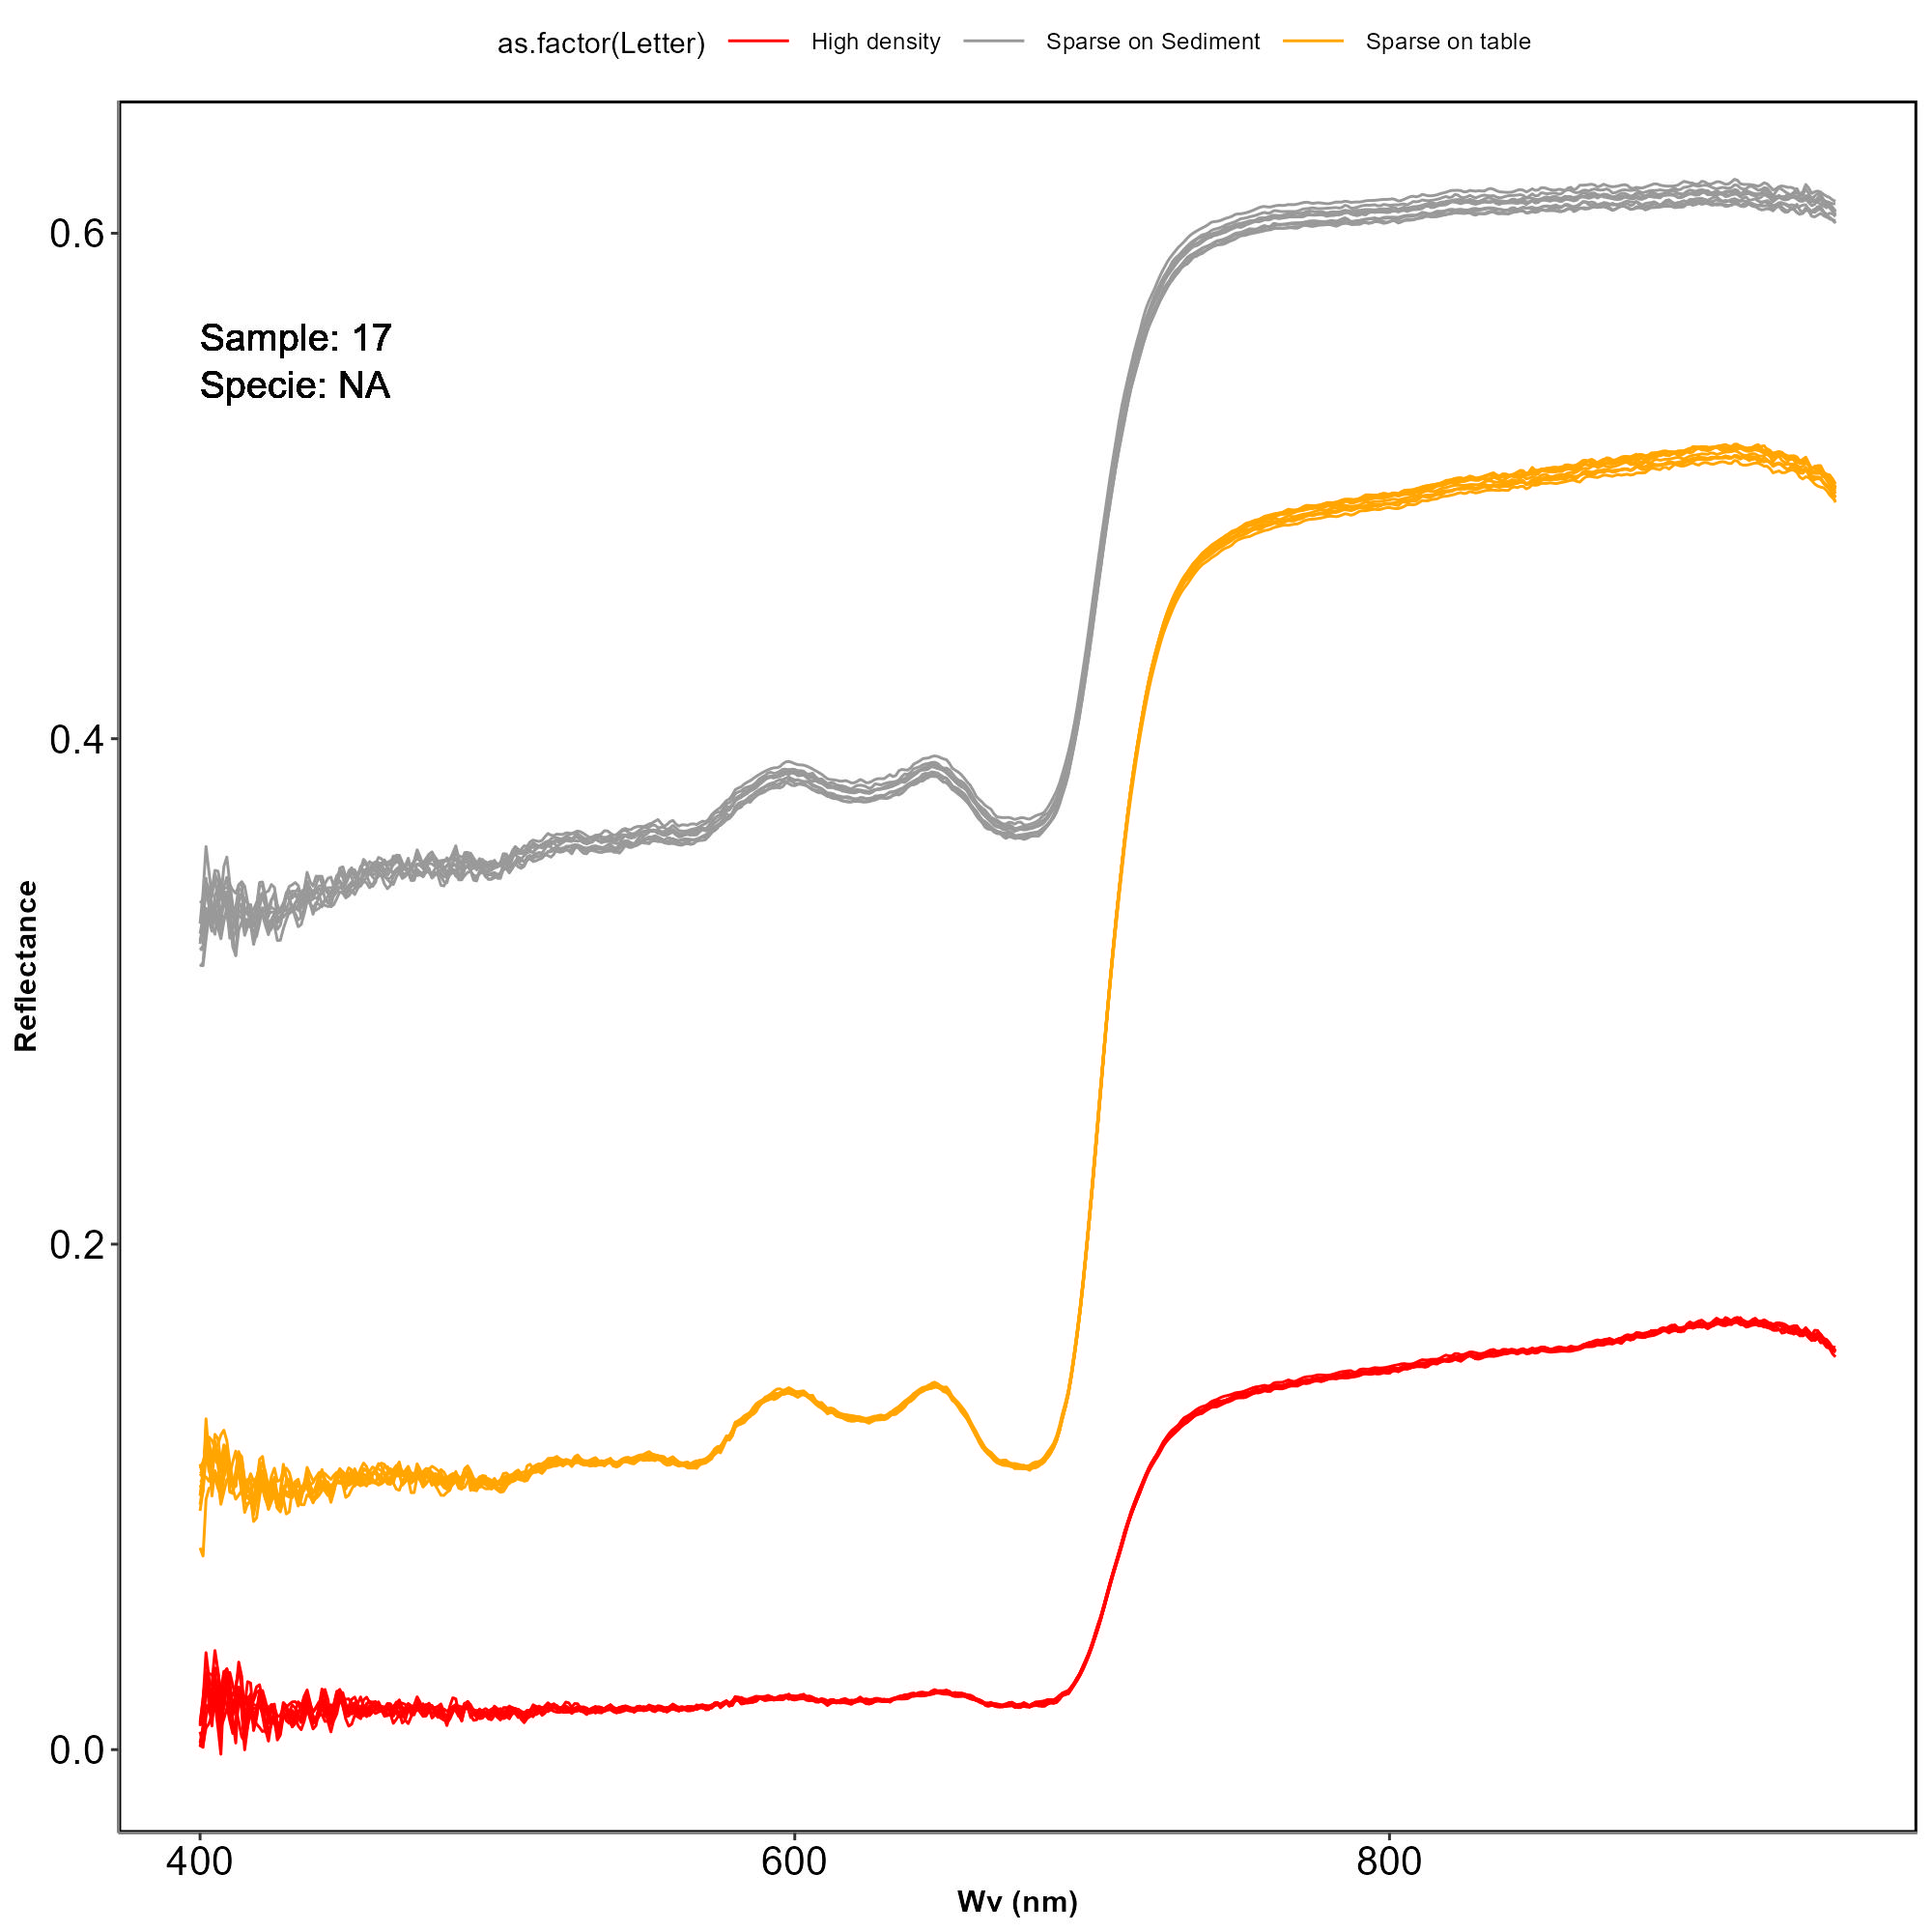 as.factor(Letter) High density Sparse on Sediment Sparse on table
Sample: 17
Specie: NA
0.6
0.4
0.2
0.0
Reflectance
400 600 800
Wv (nm)